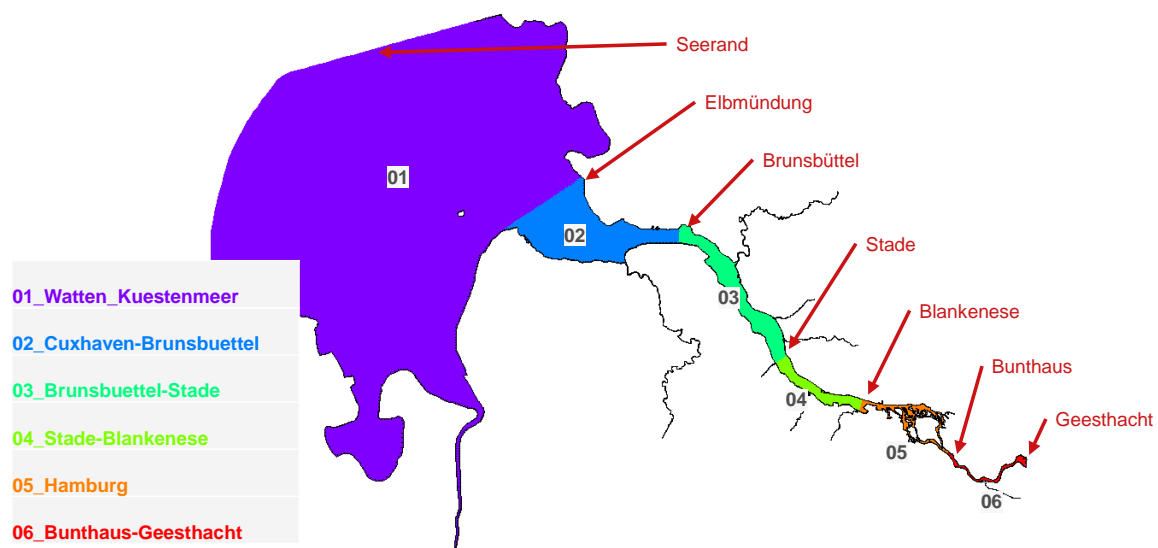 Seerand
Elbmündung
Brunsbüttel
01
Stade
02
01_Watten_Kuestenmeer
03
Blankenese
02_Cuxhaven-Brunsbuettel
Bunthaus
03_Brunsbuettel-Stade
04
Geesthacht
04_Stade-Blankenese
05
05_Hamburg
06
06_Bunthaus-Geesthacht